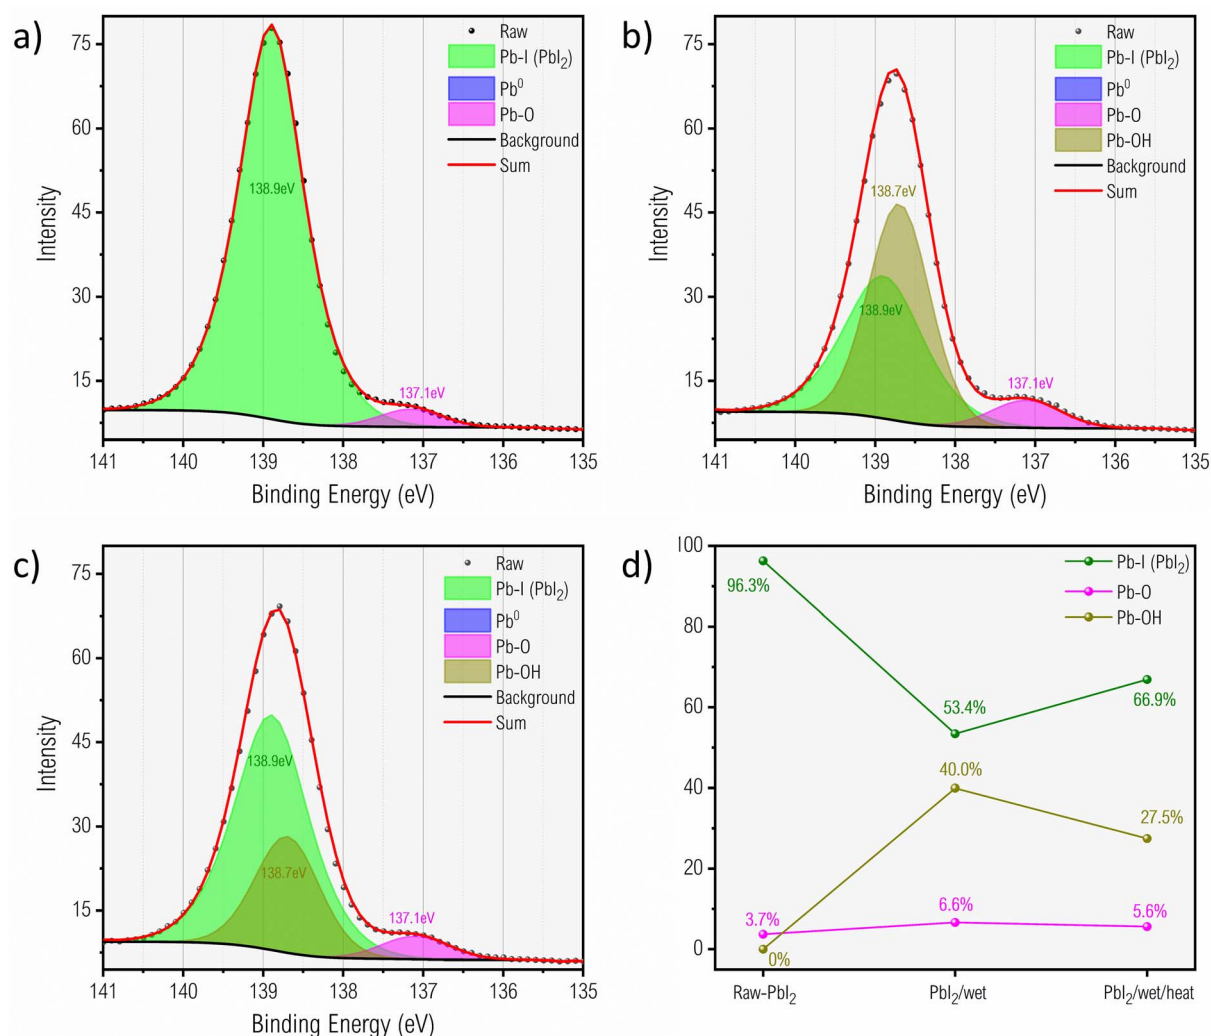 a)
Intensity
75
60
45
30
15
Raw
Pb-I (PbI₂)
Pb⁰
Pb-O
Background
Sum
138.9eV
137.1eV
141 140 139 138 137 136 135
Binding Energy (eV)
b)
Intensity
75
60
45
30
15
Raw
Pb-I (PbI₂)
Pb⁰
Pb-O
Pb-OH
Background
Sum
138.7eV
138.9eV
137.1eV
141 140 139 138 137 136 135
Binding Energy (eV)
c)
Intensity
75
60
45
30
15
Raw
Pb-I (PbI₂)
Pb⁰
Pb-O
Pb-OH
Background
Sum
138.9eV
138.7eV
137.1eV
141 140 139 138 137 136 135
Binding Energy (eV)
d)
100
80
60
40
20
0
Pb-I (PbI₂)
Pb-O
Pb-OH
96.3%
53.4%
66.9%
40.0%
27.5%
3.7%
6.6%
5.6%
0%
Raw-PbI₂ PbI₂/wet PbI₂/wet/heat